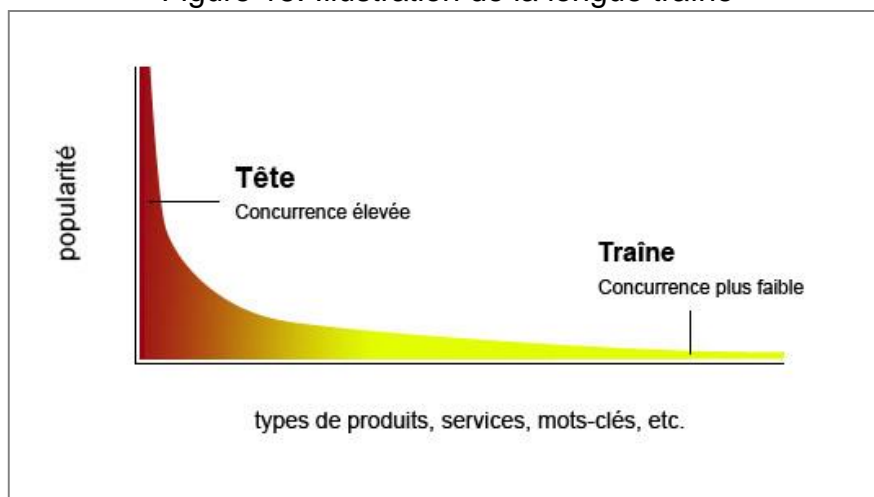 Figure Illustration de la longue traîne
popularité
Tête
Concurrence élevée
Traîne
Concurrence plus faible
types de produits, services, mots-clés, etc.